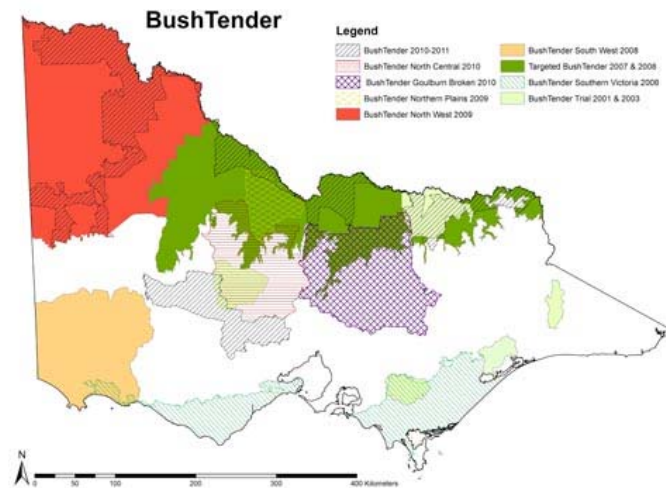 BushTender
Legend
BushTender 2010-2011
BushTender North Central 2010
BushTender Goulburn Broken 2010
BushTender Northern Plains 2009
BushTender North West 2009
BushTender South West 2008
Targeted BushTender 2007 & 2008
BushTender Southern Victoria 2006
BushTender Trial 2001 & 2003
N
0 50 100 200 300 400 Kilometers